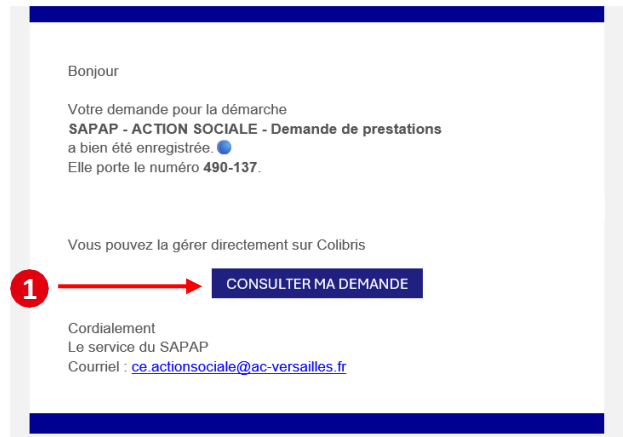 Bonjour
Votre demande pour la démarche
SAPAP - ACTION SOCIALE - Demande de prestations
a bien été enregistrée.
Elle porte le numéro 490-137.
Vous pouvez la gérer directement sur Colibris
1
CONSULTER MA DEMANDE
Cordialement
Le service du SAPAP
Courriel : ce.actionsociale@ac-versailles.fr